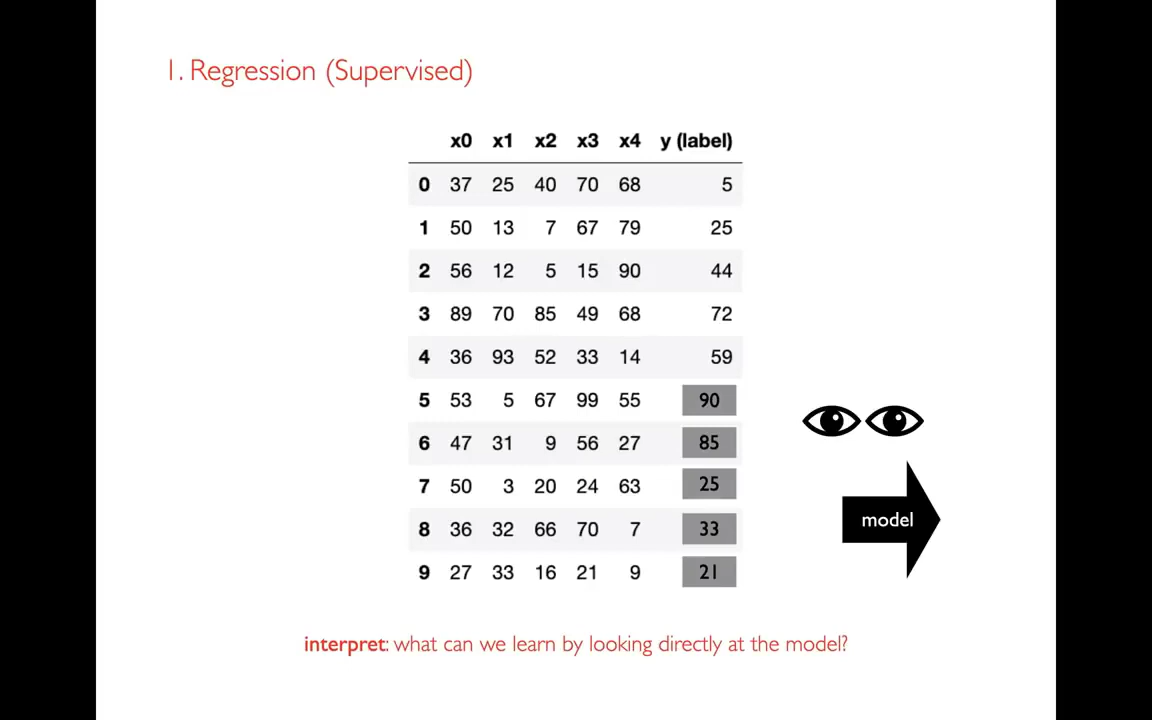 1. Regression (Supervised)
x0 x1 x2 x3 x4 y (label)
0 37 25 40 70 68 5
1 50 13 7 67 79 25
2 56 12 5 15 90 44
3 89 70 85 49 68 72
4 36 93 52 33 14 59
5 53 5 67 99 55 90
6 47 31 9 56 27 85
7 50 3 20 24 63 25
8 36 32 66 70 7 33
9 27 33 16 21 9 21
model
interpret: what can we learn by looking directly at the model?